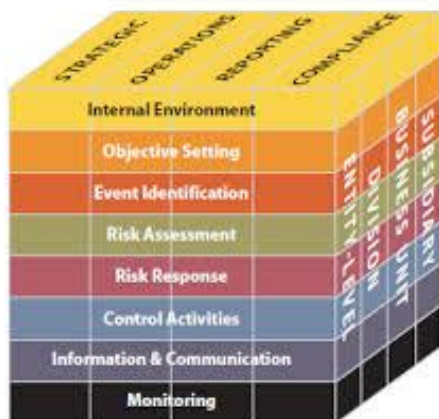 STRATEGIC
OPERATIONS
REPORTING
COMPLIANCE
Internal Environment
Objective Setting
Event Identification
Risk Assessment
Risk Response
Control Activities
Information & Communication
Monitoring
ENTITY-LEVEL
DIVISION
BUSINESS UNIT
SUBSIDIARY